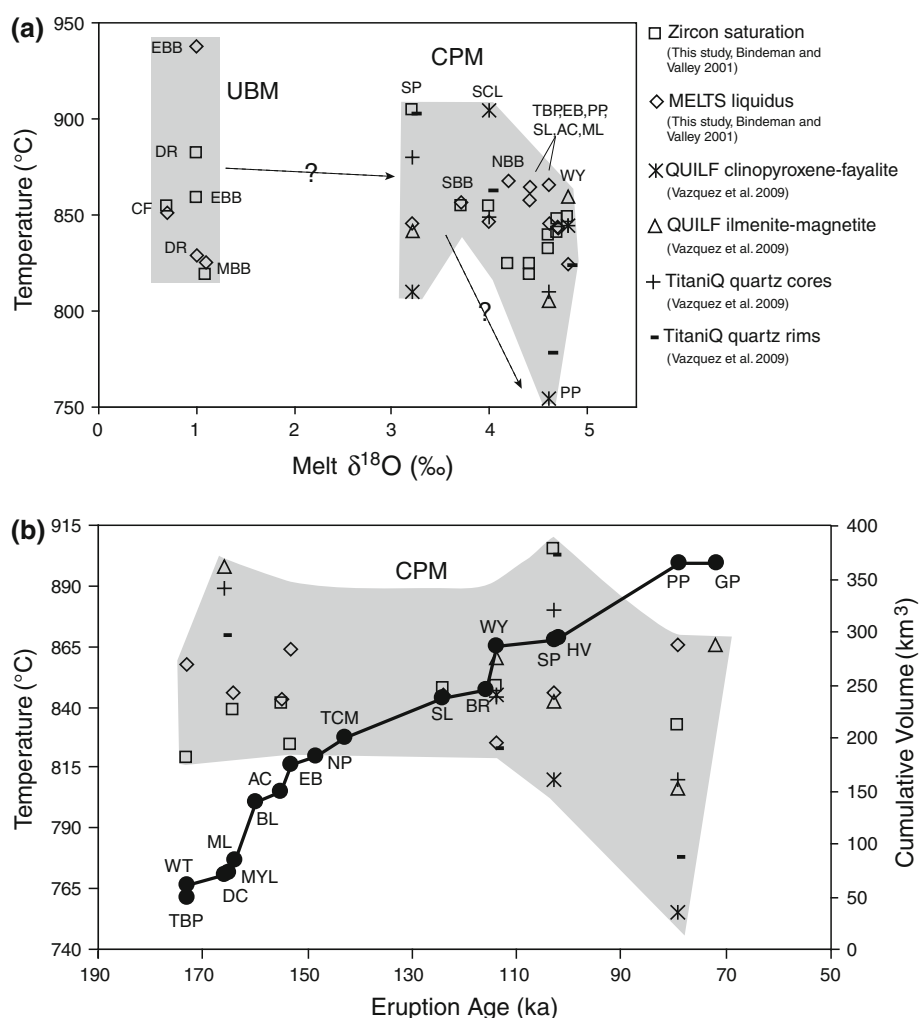 (a)
950
900
850
800
750
Temperature (°C)
0
1
2
3
4
5
Melt δ18O (‰)
UBM
CPM
EBB
DR
EBB
CF
DR
MBB
?
SP
SCL
TBP,EB,PP,
SL,AC,ML
NBB
WY
SBB
?
PP
Zircon saturation
(This study, Bindeman and
Valley 2001)
MELTS liquidus
(This study, Bindeman and
Valley 2001)
QUILF clinopyroxene-fayalite
(Vazquez et al. 2009)
QUILF ilmenite-magnetite
(Vazquez et al. 2009)
TitaniQ quartz cores
(Vazquez et al. 2009)
TitaniQ quartz rims
(Vazquez et al. 2009)
(b)
915
890
865
840
815
790
765
740
Temperature (°C)
190
170
150
130
110
90
70
50
Eruption Age (ka)
400
350
300
250
200
150
100
50
0
Cumulative Volume (km3)
CPM
PP
GP
WY
SP
HV
BR
SL
TCM
NP
EB
AC
BL
ML
MYL
WT
DC
TBP